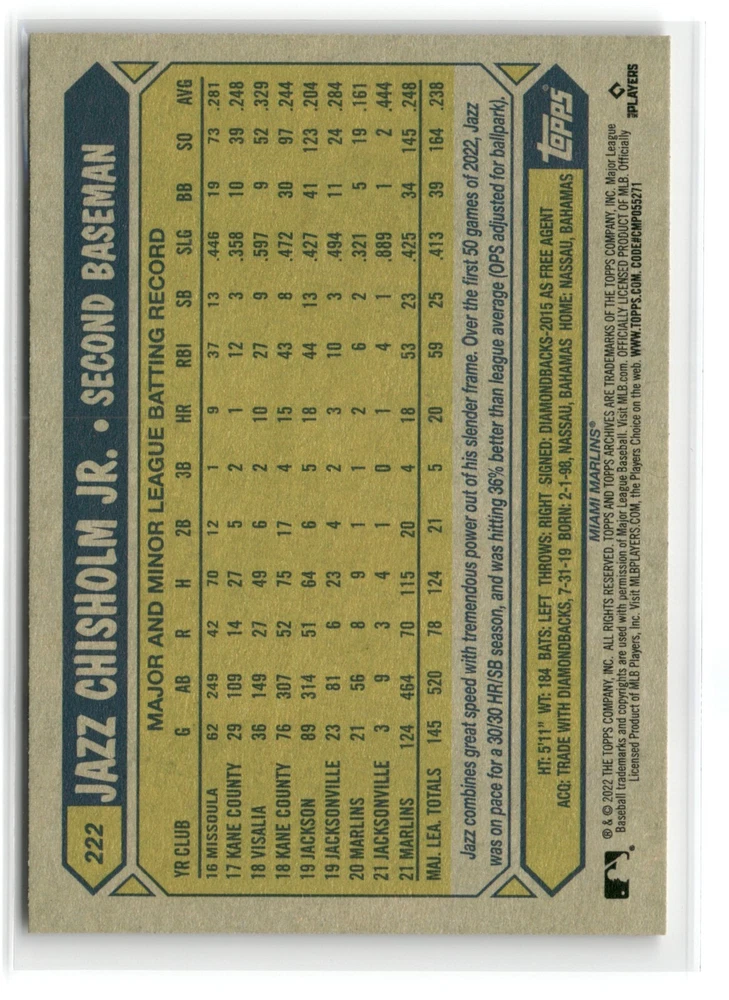 222
JAZZ CHISHOLM JR. • SECOND BASEMAN
MAJOR AND MINOR LEAGUE BATTING RECORD
YR CLUB G AB R H 2B 3B HR RBI SB SLG BB SO AVG
16 MISSOULA 62 249 42 70 12 1 9 37 13 .446 19 73 .281
17 KANE COUNTY 29 109 14 27 5 2 1 12 3 .358 10 39 .248
18 VISALIA 36 149 27 49 6 2 10 27 9 .597 9 52 .329
18 KANE COUNTY 76 307 52 75 17 4 15 43 8 .472 30 97 .244
19 JACKSON 89 314 51 64 6 5 18 44 13 .427 41 123 .204
19 JACKSONVILLE 23 81 6 23 4 2 3 10 3 .494 11 24 .284
20 MARLINS 21 56 8 9 1 1 2 6 2 .321 5 19 .161
21 JACKSONVILLE 3 9 3 4 1 0 1 4 1 .889 1 2 .444
21 MARLINS 124 464 70 115 20 4 18 53 23 .425 34 145 .248
MAJ. LEA. TOTALS 145 520 78 124 21 5 20 59 25 .413 39 164 .238
Jazz combines great speed with tremendous power out of his slender frame. Over the first 50 games of 2022, Jazz
was on pace for a 30/30 HR/SB season, and was hitting 36% better than league average (OPS adjusted for ballpark).
HT: 5'11" WT: 184 BATS: LEFT THROWS: RIGHT SIGNED: DIAMONDBACKS-2015 AS FREE AGENT
ACQ: TRADE WITH DIAMONDBACKS, 7-31-19 BORN: 2-1-98, NASSAU, BAHAMAS HOME: NASSAU, BAHAMAS
TOPPS
MIAMI MARLINS®
® & © 2022 THE TOPPS COMPANY, INC. ALL RIGHTS RESERVED. TOPPS AND TOPPS ARCHIVES ARE TRADEMARKS OF THE TOPPS COMPANY, INC. Major League
Baseball trademarks and copyrights are used with permission of Major League Baseball. Visit MLB.com. OFFICIALLY LICENSED PRODUCT OF MLB. Officially
Licensed Product of MLB Players, Inc. Visit MLBPLAYERS.COM, the Players Choice on the web. WWW.TOPPS.COM. CODE#CMP055271
MLB PLAYERS